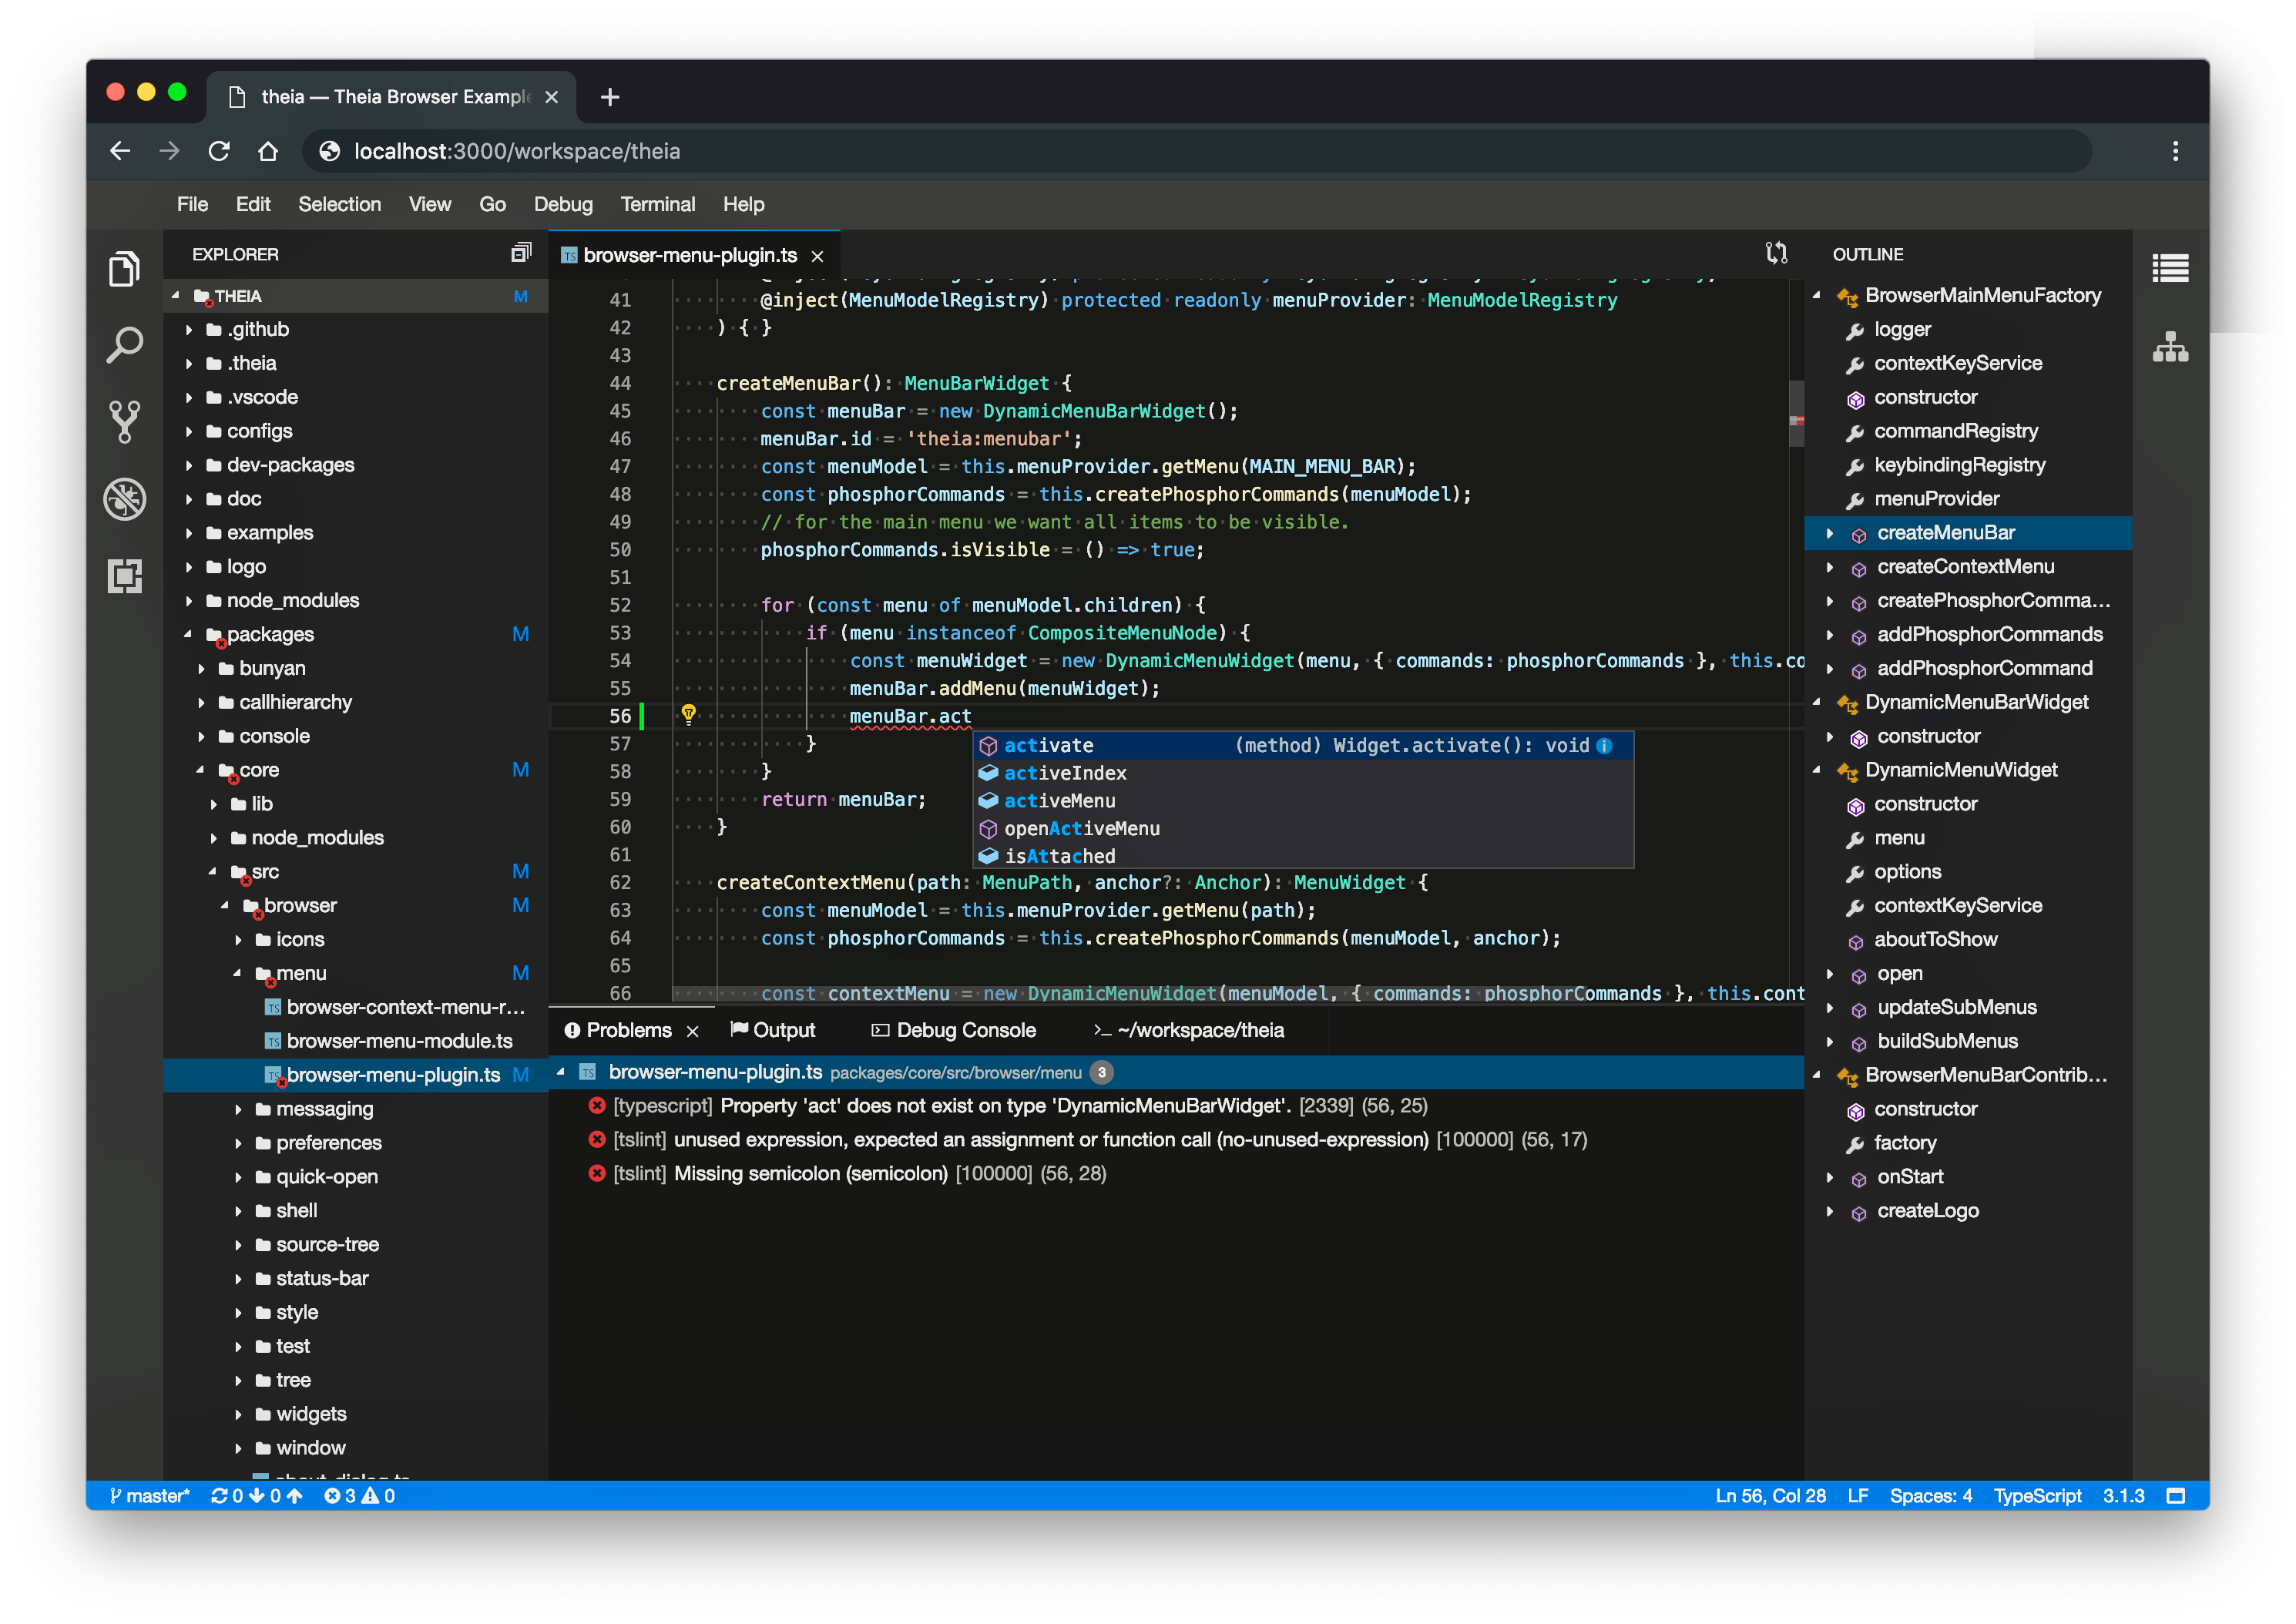 theia — Theia Browser Example
localhost:3000/workspace/theia
File Edit Selection View Go Debug Terminal Help
EXPLORER
THEIA M
.github
.theia
.vscode
configs
dev-packages
doc
examples
logo
node_modules
packages M
bunyan
callhierarchy
console
core M
lib
node_modules
src M
browser M
icons
menu M
browser-context-menu-r...
browser-menu-module.ts
browser-menu-plugin.ts M
messaging
preferences
quick-open
shell
source-tree
status-bar
style
test
tree
widgets
window
browser-menu-plugin.ts
41 @inject(MenuModelRegistry) protected readonly menuProvider: MenuModelRegistry
42 ) { }
43
44 createMenuBar(): MenuBarWidget {
45 const menuBar = new DynamicMenuBarWidget();
46 menuBar.id = 'theia:menubar';
47 const menuModel = this.menuProvider.getMenu(MAIN_MENU_BAR);
48 const phosphorCommands = this.createPhosphorCommands(menuModel);
49 // for the main menu we want all items to be visible.
50 phosphorCommands.isVisible = () => true;
51
52 for (const menu of menuModel.children) {
53 if (menu instanceof CompositeMenuNode) {
54 const menuWidget = new DynamicMenuWidget(menu, { commands: phosphorCommands }, this.co
55 menuBar.addMenu(menuWidget);
56 menuBar.act
57 }
58 }
59 return menuBar;
60 }
61
62 createContextMenu(path: MenuPath, anchor?: Anchor): MenuWidget {
63 const menuModel = this.menuProvider.getMenu(path);
64 const phosphorCommands = this.createPhosphorCommands(menuModel, anchor);
65
66 const contextMenu = new DynamicMenuWidget(menuModel, { commands: phosphorCommands }, this.cont
activate (method) Widget.activate(): void
activeIndex
activeMenu
openActiveMenu
isAttached
Problems Output Debug Console >_ ~/workspace/theia
browser-menu-plugin.ts packages/core/src/browser/menu 3
[typescript] Property 'act' does not exist on type 'DynamicMenuBarWidget'. [2339] (56, 25)
[tslint] unused expression, expected an assignment or function call (no-unused-expression) [100000] (56, 17)
[tslint] Missing semicolon (semicolon) [100000] (56, 28)
OUTLINE
BrowserMainMenuFactory
logger
contextKeyService
constructor
commandRegistry
keybindingRegistry
menuProvider
createMenuBar
createContextMenu
createPhosphorComma...
addPhosphorCommands
addPhosphorCommand
DynamicMenuBarWidget
constructor
DynamicMenuWidget
constructor
menu
options
contextKeyService
aboutToShow
open
updateSubMenus
buildSubMenus
BrowserMenuBarContrib...
constructor
factory
onStart
createLogo
master* 0 0 3 0 Ln 56, Col 28 LF Spaces: 4 TypeScript 3.1.3